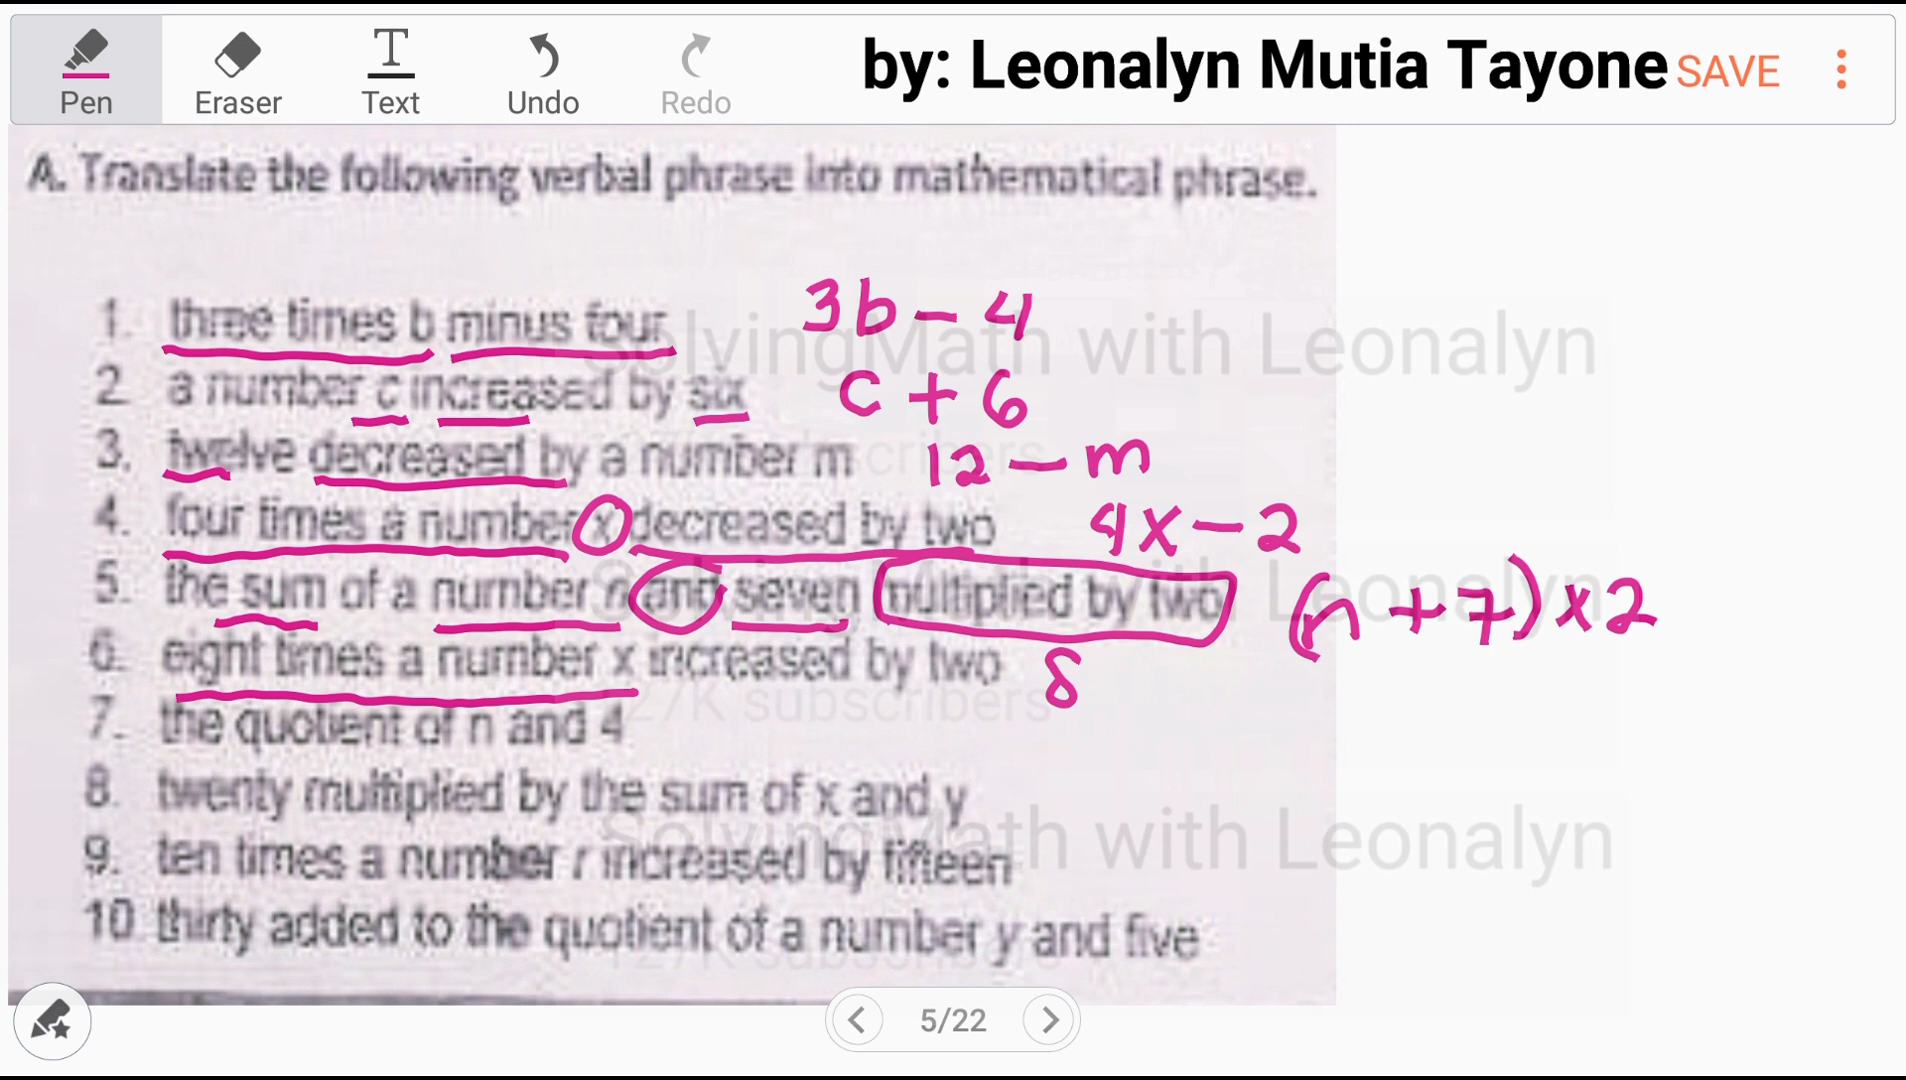 by: Leonalyn Mutia Tayone SAVE
Pen Eraser Text Undo Redo
A. Translate the following verbal phrase into mathematical phrase.
1. three times b minus four 3b - 4
2. a number c increased by six c + 6
3. twelve decreased by a number m 12 - m
4. four times a number x decreased by two 4x - 2
5. the sum of a number n and seven multiplied by two (n + 7) x 2
6. eight times a number x increased by two 8
7. the quotient of n and 4
8. twenty multiplied by the sum of x and y
9. ten times a number r increased by fifteen
10. thirty added to the quotient of a number y and five
SolvingMath with Leonalyn
127K subscribers
SolvingMath with Leonalyn
127K subscribers
5/22